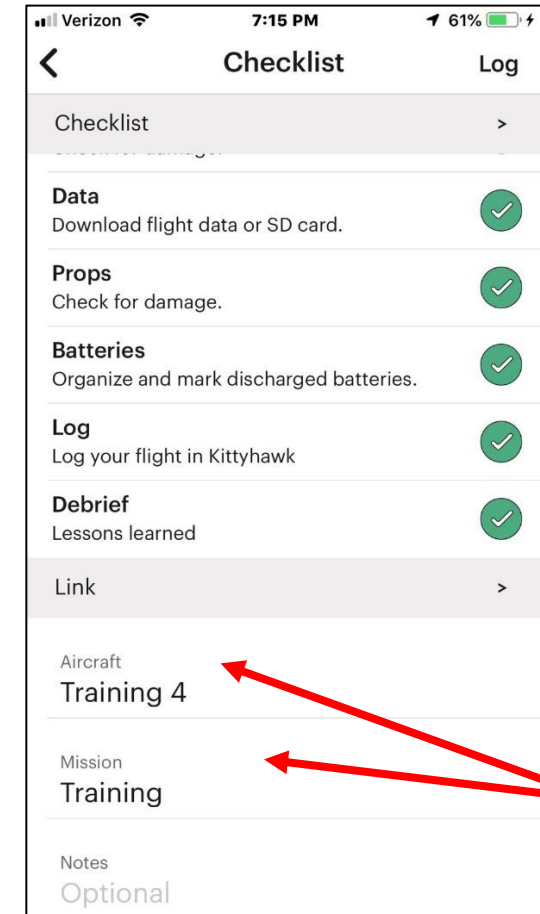 Verizon 7:15 PM 61%
< Checklist Log
Checklist >
Data
Download flight data or SD card.
Props
Check for damage.
Batteries
Organize and mark discharged batteries.
Log
Log your flight in Kittyhawk
Debrief
Lessons learned
Link >
Aircraft
Training 4
Mission
Training
Notes
Optional